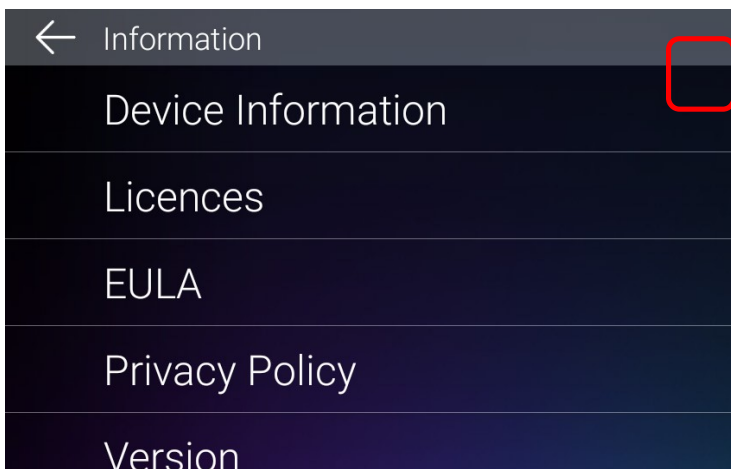 Information
Device Information
Licences
EULA
Privacy Policy
Version